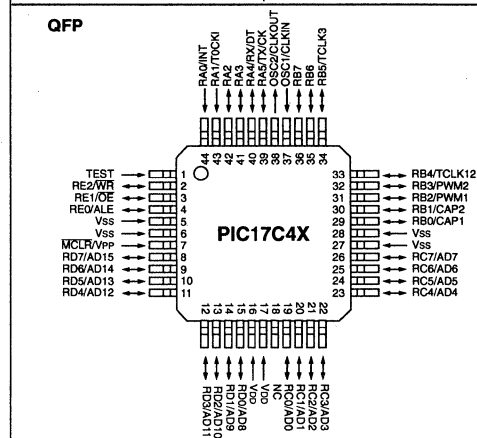 QFP
RA0/INT
RA1/T0CKI
RA2
RA3
RA4/RX/DT
RA5/TX/CK
OSC2/CLKOUT
OSC1/CLKIN
RB7
RB6
RB5/TCLK3
44
43
42
41
40
39
38
37
36
35
34
TEST 1
RE2/WR 2
RE1/OE 3
RE0/ALE 4
VSS 5
VSS 6
MCLR/VPP 7
RD7/AD15 8
RD6/AD14 9
RD5/AD13 10
RD4/AD12 11
PIC17C4X
33 RB4/TCLK12
32 RB3/PWM2
31 RB2/PWM1
30 RB1/CAP2
29 RB0/CAP1
28 VSS
27 VSS
26 RC7/AD7
25 RC6/AD6
24 RC5/AD5
23 RC4/AD4
12
13
14
15
16
17
18
19
20
21
22
RD3/AD11
RD2/AD10
RD1/AD9
RD0/AD8
VDD
VDD
NC
RC0/AD0
RC1/AD1
RC2/AD2
RC3/AD3